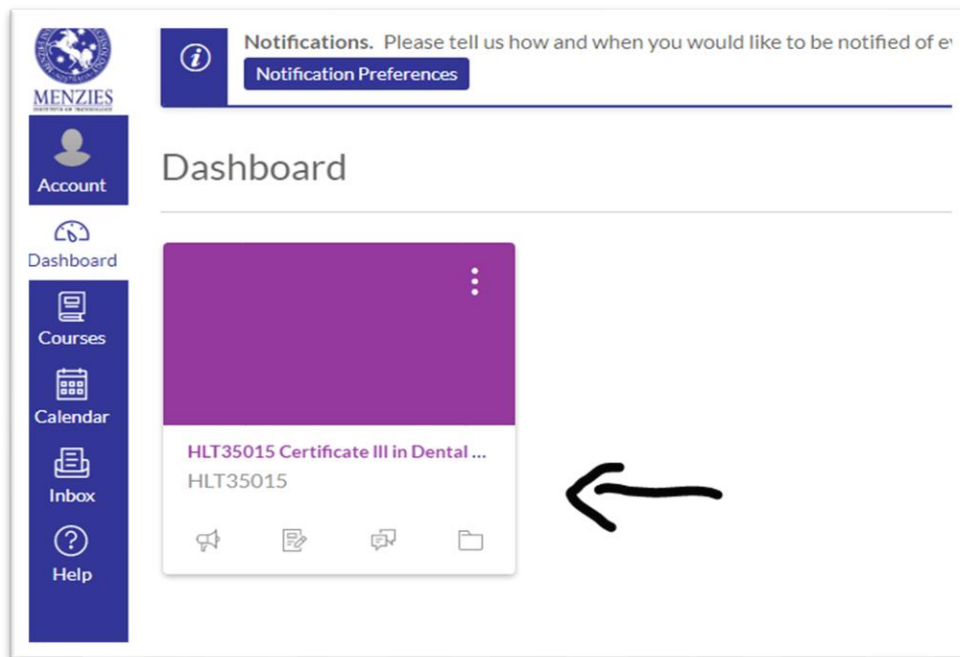 Notifications. Please tell us how and when you would like to be notified of e
Notification Preferences
MENZIES
Account
Dashboard
Dashboard
Courses
Calendar
Inbox
Help
HLT35015 Certificate III in Dental ...
HLT35015